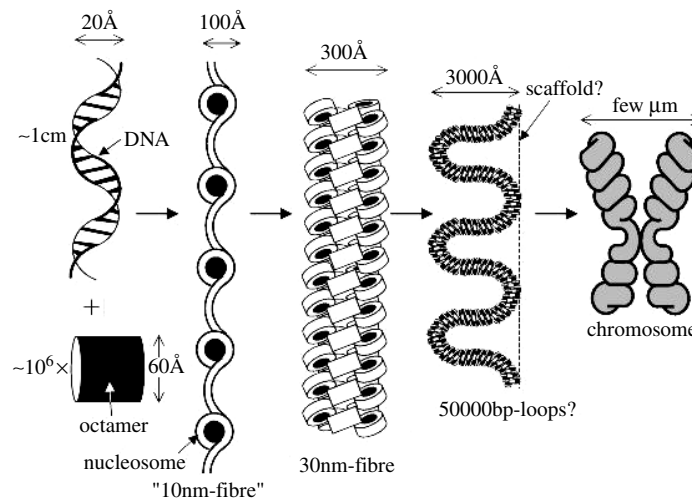 20Å
100Å
300Å
3000Å
scaffold?
few µm
~1cm
DNA
+
~10⁶×
60Å
octamer
nucleosome
"10nm-fibre"
30nm-fibre
50000bp-loops?
chromosome